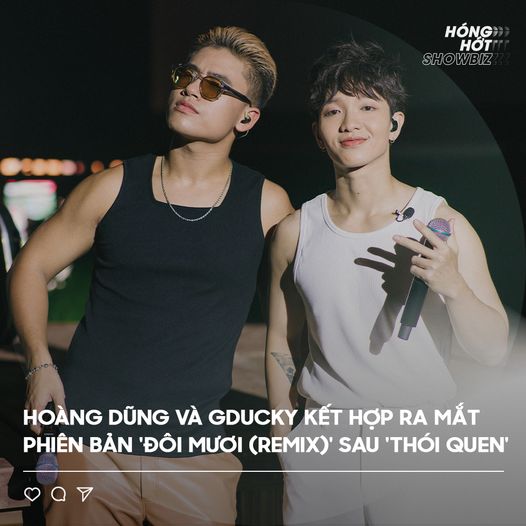 HÓNG
HỚT
SHOWBIZ
HOÀNG DŨNG VÀ GDUCKY KẾT HỢP RA MẮT
PHIÊN BẢN 'ĐÔI MƯƠI (REMIX)' SAU 'THÓI QUEN'